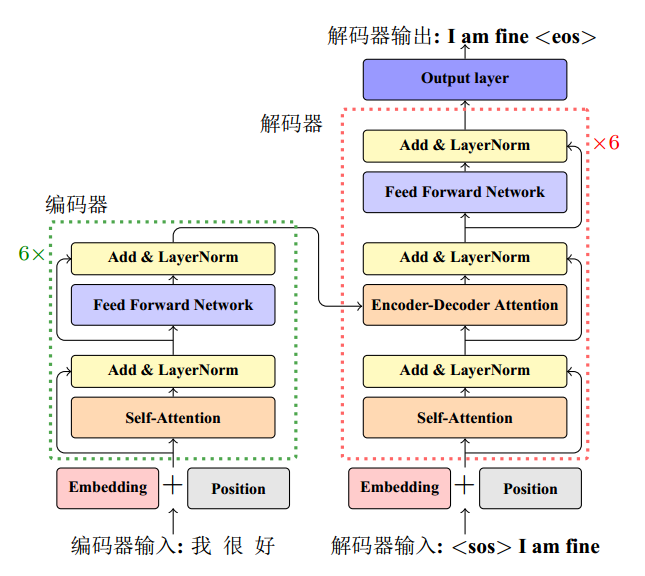 解码器输出: I am fine <eos>
Output layer
解码器
Add & LayerNorm
×6
Feed Forward Network
编码器
6×
Add & LayerNorm
Add & LayerNorm
Feed Forward Network
Encoder-Decoder Attention
Add & LayerNorm
Add & LayerNorm
Self-Attention
Self-Attention
Embedding + Position
Embedding + Position
编码器输入: 我 很 好
解码器输入: <sos> I am fine